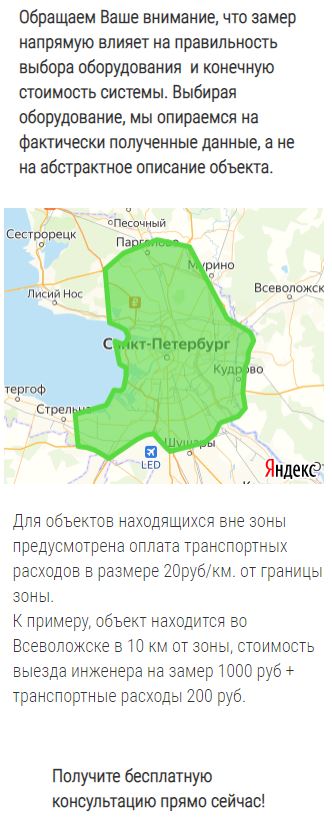 Обращаем Ваше внимание, что замер
напрямую влияет на правильность
выбора оборудования и конечную
стоимость системы. Выбирая
оборудование, мы опираемся на
фактически полученные данные, а не
на абстрактное описание объекта.
Песочный
Сестрорецк
Парголово
Мурино
Лисий Нос
Всеволожск
Санкт-Петербург
Кудрово
тергоф
Стрельна
Шушары
LED
Яндекс
Для объектов находящихся вне зоны
предусмотрена оплата транспортных
расходов в размере 20руб/км. от границы
зоны.
К примеру, объект находится во
Всеволожске в 10 км от зоны, стоимость
выезда инженера на замер 1000 руб +
транспортные расходы 200 руб.
Получите бесплатную
консультацию прямо сейчас!